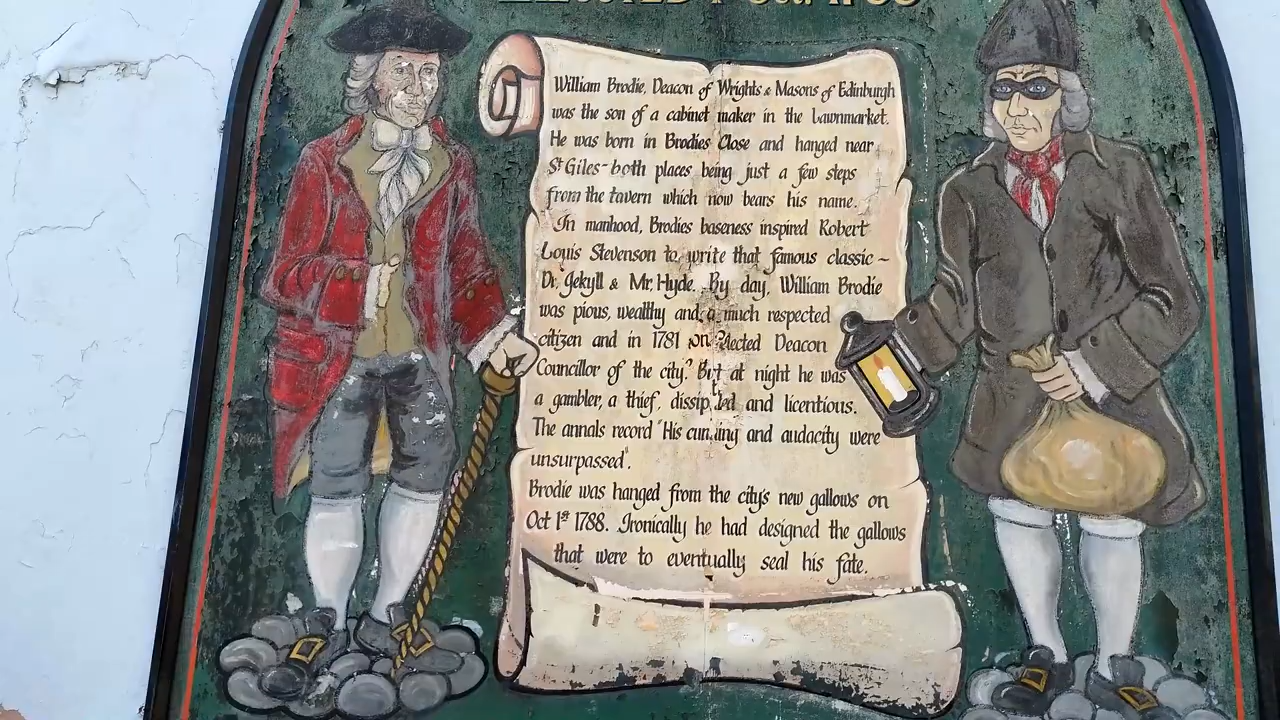 William Brodie, Deacon of Wrights & Masons of Edinburgh
was the son of a cabinet maker in the Lawnmarket.
He was born in Brodies Close and hanged near
St Giles - both places being just a few steps
from the tavern which now bears his name.
In manhood, Brodies baseness inspired Robert
Louis Stevenson to write that famous classic ~
Dr. Jekyll & Mr. Hyde. By day, William Brodie
was pious, wealthy and a much respected
citizen and in 1781 on elected Deacon
Councillor of the city. But at night he was
a gambler, a thief, dissipated and licentious.
The annals record "His cunning and audacity were
unsurpassed".
Brodie was hanged from the city's new gallows on
Oct 1st 1788. Ironically he had designed the gallows
that were to eventually seal his fate.